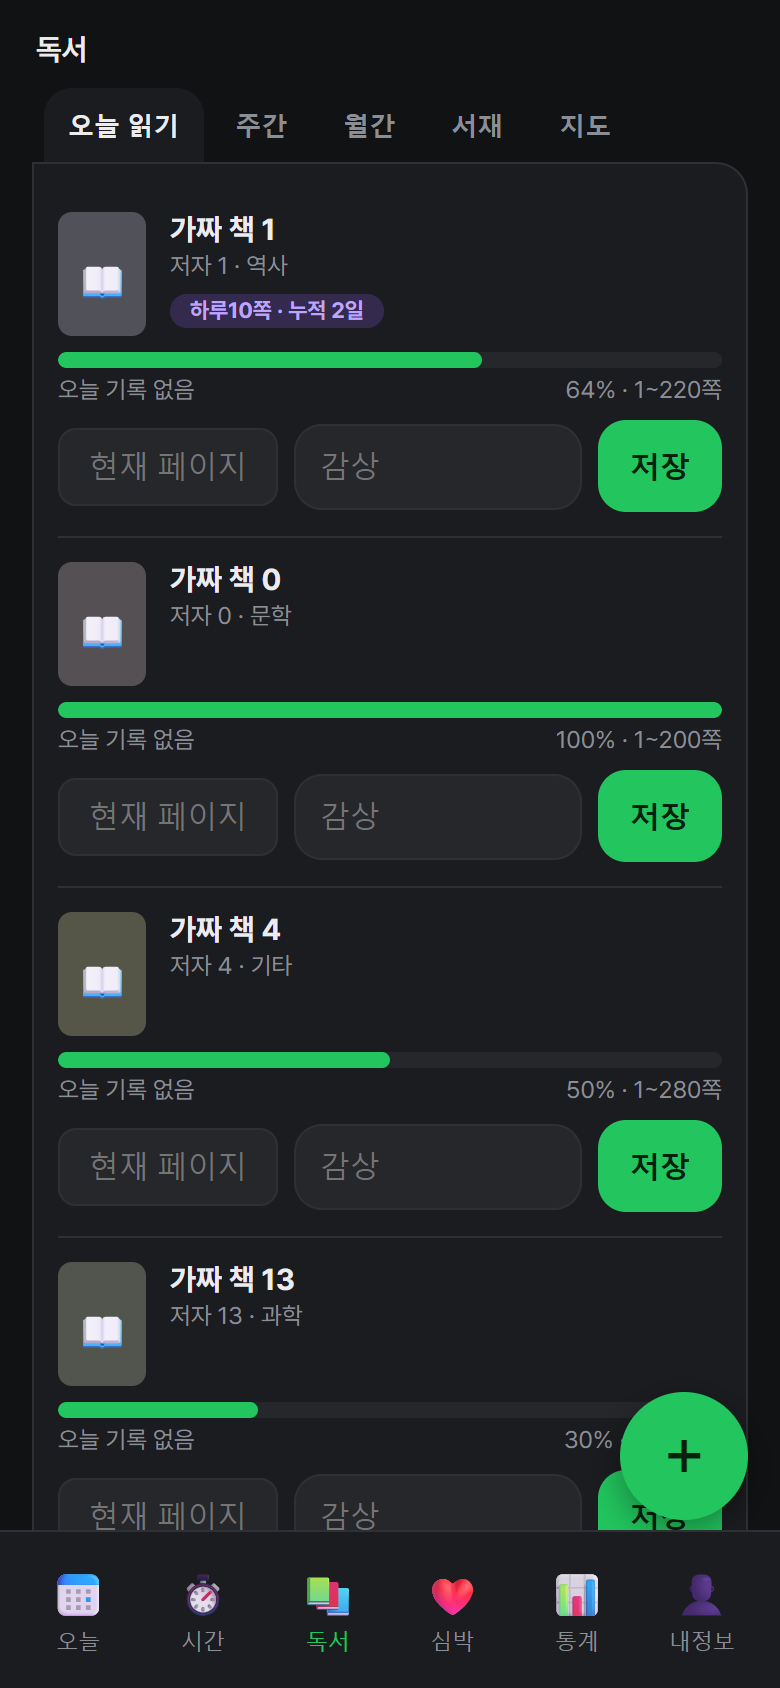 독서
오늘 읽기 주간 월간 서재 지도
가짜 책 1
저자 1 · 역사
하루10쪽 · 누적 2일
오늘 기록 없음 64% · 1~220쪽
현재 페이지 감상 저장
가짜 책 0
저자 0 · 문학
오늘 기록 없음 100% · 1~200쪽
현재 페이지 감상 저장
가짜 책 4
저자 4 · 기타
오늘 기록 없음 50% · 1~280쪽
현재 페이지 감상 저장
가짜 책 13
저자 13 · 과학
오늘 기록 없음 30%
현재 페이지 감상
+
오늘 시간 독서 심박 통계 내정보